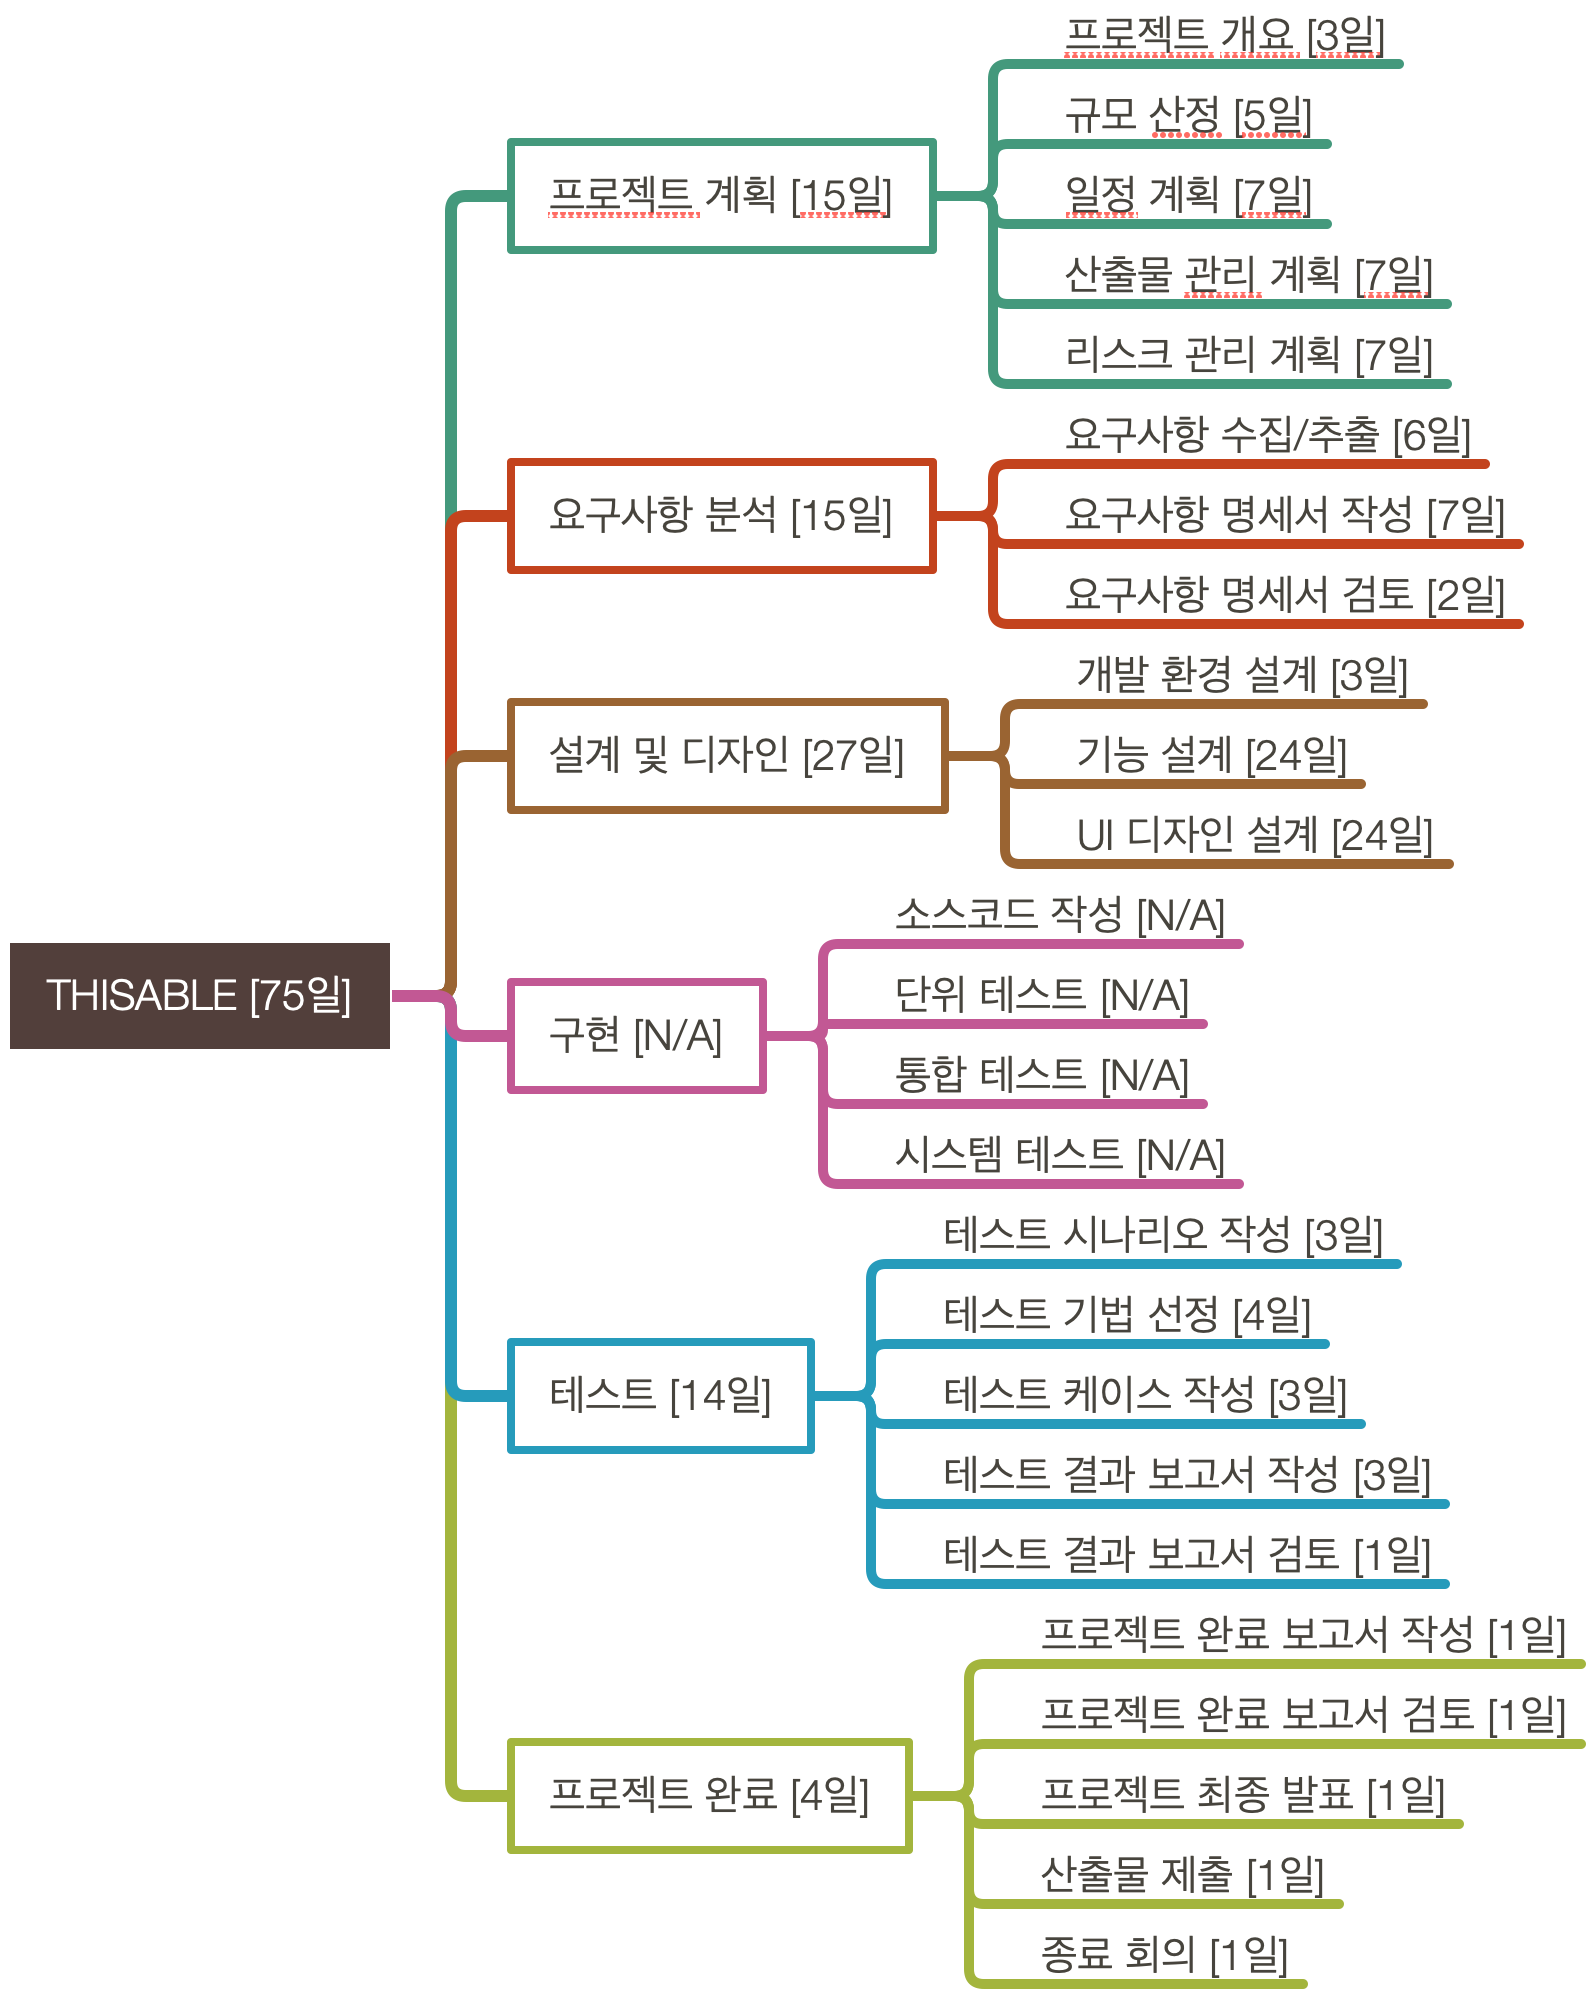 THISABLE [75일]
프로젝트 계획 [15일]
프로젝트 개요 [3일]
규모 산정 [5일]
일정 계획 [7일]
산출물 관리 계획 [7일]
리스크 관리 계획 [7일]
요구사항 분석 [15일]
요구사항 수집/추출 [6일]
요구사항 명세서 작성 [7일]
요구사항 명세서 검토 [2일]
설계 및 디자인 [27일]
개발 환경 설계 [3일]
기능 설계 [24일]
UI 디자인 설계 [24일]
구현 [N/A]
소스코드 작성 [N/A]
단위 테스트 [N/A]
통합 테스트 [N/A]
시스템 테스트 [N/A]
테스트 [14일]
테스트 시나리오 작성 [3일]
테스트 기법 선정 [4일]
테스트 케이스 작성 [3일]
테스트 결과 보고서 작성 [3일]
테스트 결과 보고서 검토 [1일]
프로젝트 완료 [4일]
프로젝트 완료 보고서 작성 [1일]
프로젝트 완료 보고서 검토 [1일]
프로젝트 최종 발표 [1일]
산출물 제출 [1일]
종료 회의 [1일]